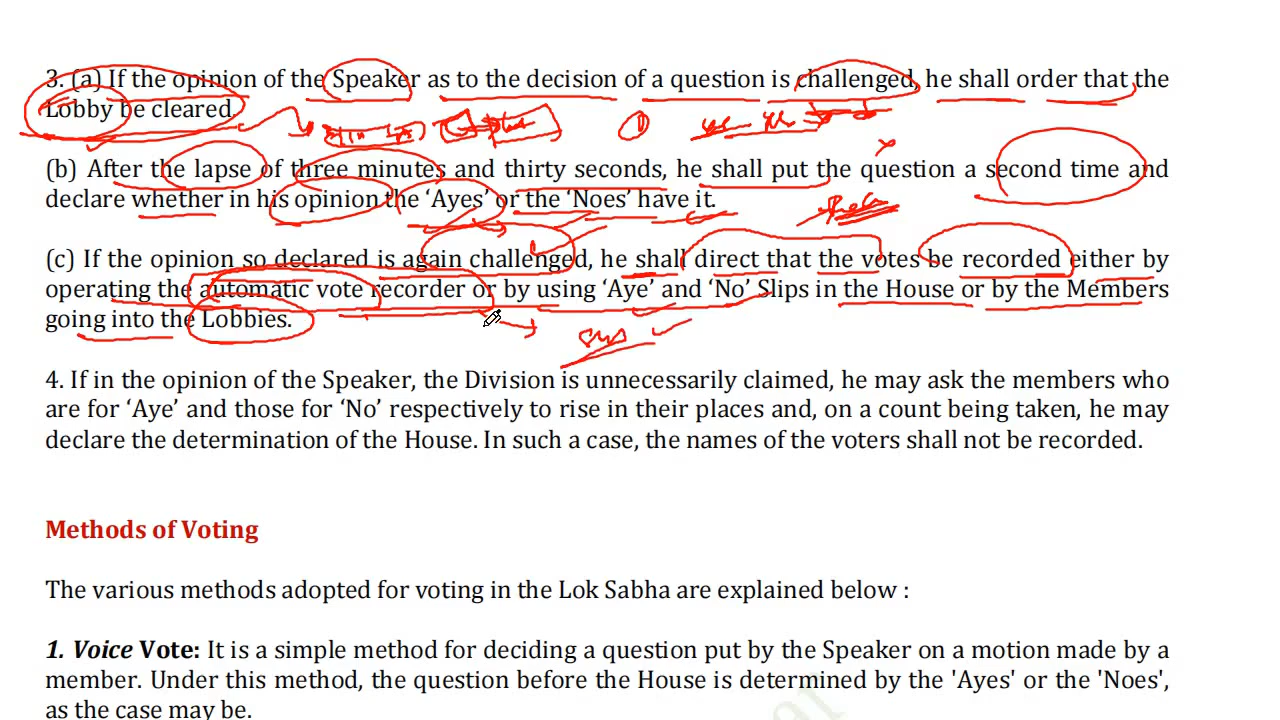 3. (a) If the opinion of the Speaker as to the decision of a question is challenged, he shall order that the
Lobby be cleared.
(b) After the lapse of three minutes and thirty seconds, he shall put the question a second time and
declare whether in his opinion the ‘Ayes’ or the ‘Noes’ have it.
(c) If the opinion so declared is again challenged, he shall direct that the votes be recorded either by
operating the automatic vote recorder or by using ‘Aye’ and ‘No’ Slips in the House or by the Members
going into the Lobbies.
4. If in the opinion of the Speaker, the Division is unnecessarily claimed, he may ask the members who
are for ‘Aye’ and those for ‘No’ respectively to rise in their places and, on a count being taken, he may
declare the determination of the House. In such a case, the names of the voters shall not be recorded.
Methods of Voting
The various methods adopted for voting in the Lok Sabha are explained below :
1. Voice Vote: It is a simple method for deciding a question put by the Speaker on a motion made by a
member. Under this method, the question before the House is determined by the 'Ayes' or the 'Noes',
as the case may be.